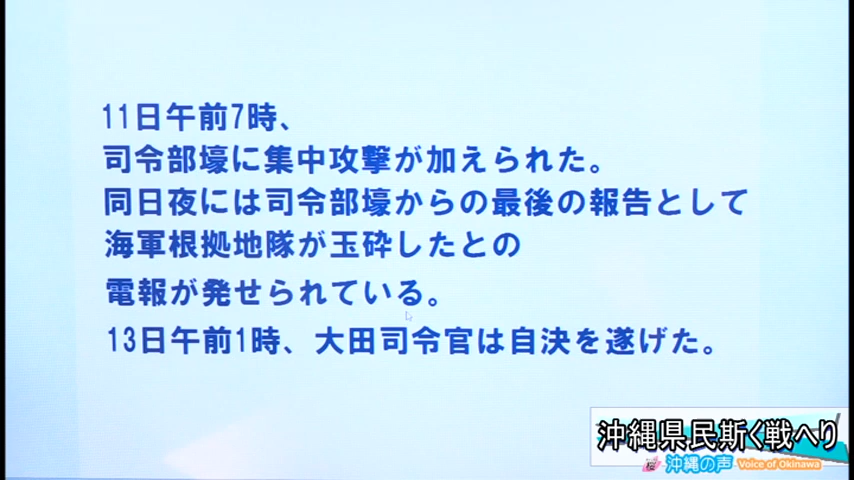 11日午前7時、
司令部壕に集中攻撃が加えられた。
同日夜には司令部壕からの最後の報告として
海軍根拠地隊が玉砕したとの
電報が発せられている。
13日午前1時、大田司令官は自決を遂げた。
沖縄県民斯く戦へり
沖縄の声 Voice of Okinawa